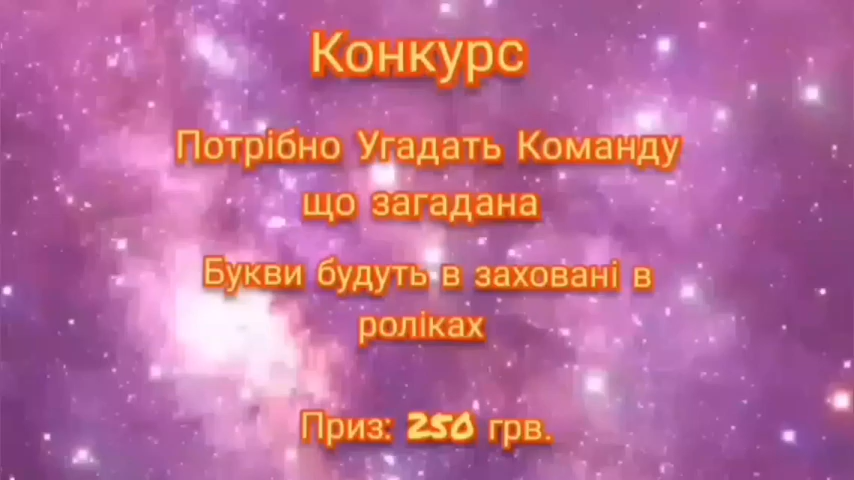 Конкурс
Потрібно Угадать Команду
що загадана
Букви будуть в заховані в
роліках
Приз: 250 грв.